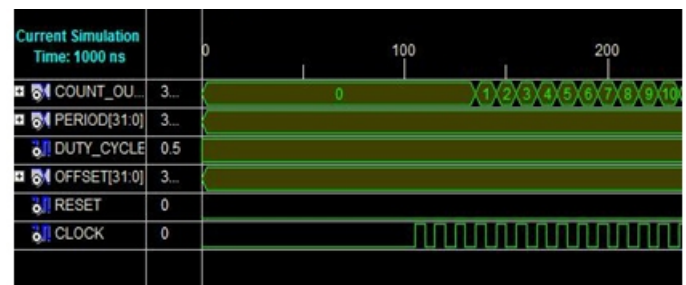 Current Simulation
Time: 1000 ns
0 100 200
COUNT_OU... 3... 0 1 2 3 4 5 6 7 8 9 10
PERIOD[31:0] 3...
DUTY_CYCLE 0.5
OFFSET[31:0] 3...
RESET 0
CLOCK 0